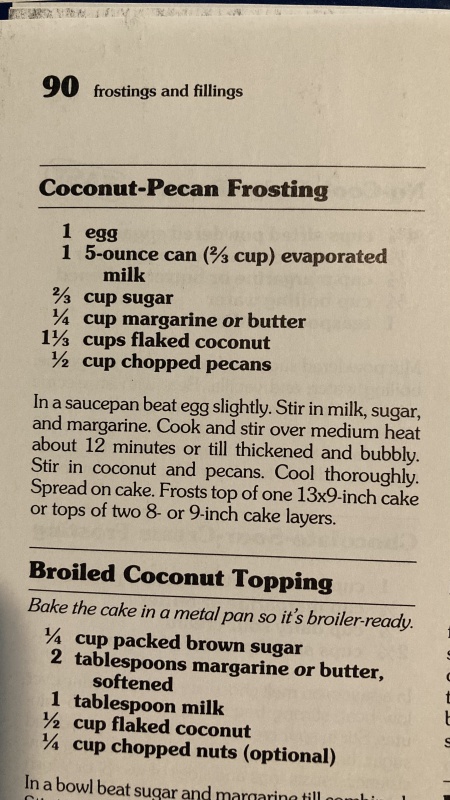 90 frostings and fillings
Coconut-Pecan Frosting
1 egg
1 5-ounce can (⅔ cup) evaporated
milk
⅔ cup sugar
¼ cup margarine or butter
1⅓ cups flaked coconut
½ cup chopped pecans
In a saucepan beat egg slightly. Stir in milk, sugar,
and margarine. Cook and stir over medium heat
about 12 minutes or till thickened and bubbly.
Stir in coconut and pecans. Cool thoroughly.
Spread on cake. Frosts top of one 13x9-inch cake
or tops of two 8- or 9-inch cake layers.
Broiled Coconut Topping
Bake the cake in a metal pan so it's broiler-ready.
¼ cup packed brown sugar
2 tablespoons margarine or butter,
softened
1 tablespoon milk
½ cup flaked coconut
¼ cup chopped nuts (optional)
In a bowl beat sugar and margarine till